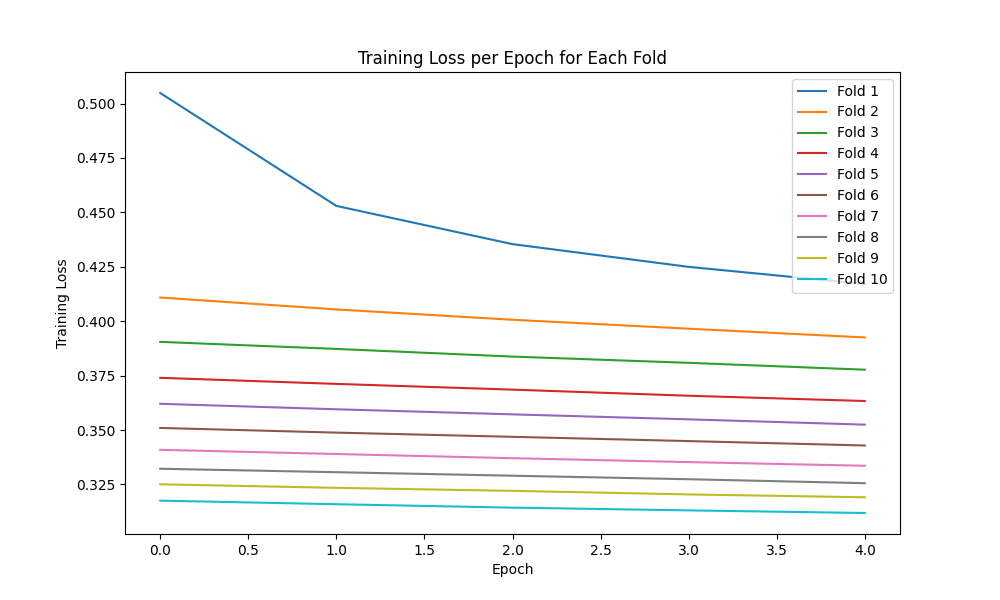 Training Loss per Epoch for Each Fold
Training Loss
0.500
0.475
0.450
0.425
0.400
0.375
0.350
0.325
Fold 1
Fold 2
Fold 3
Fold 4
Fold 5
Fold 6
Fold 7
Fold 8
Fold 9
Fold 10
0.0 0.5 1.0 1.5 2.0 2.5 3.0 3.5 4.0
Epoch